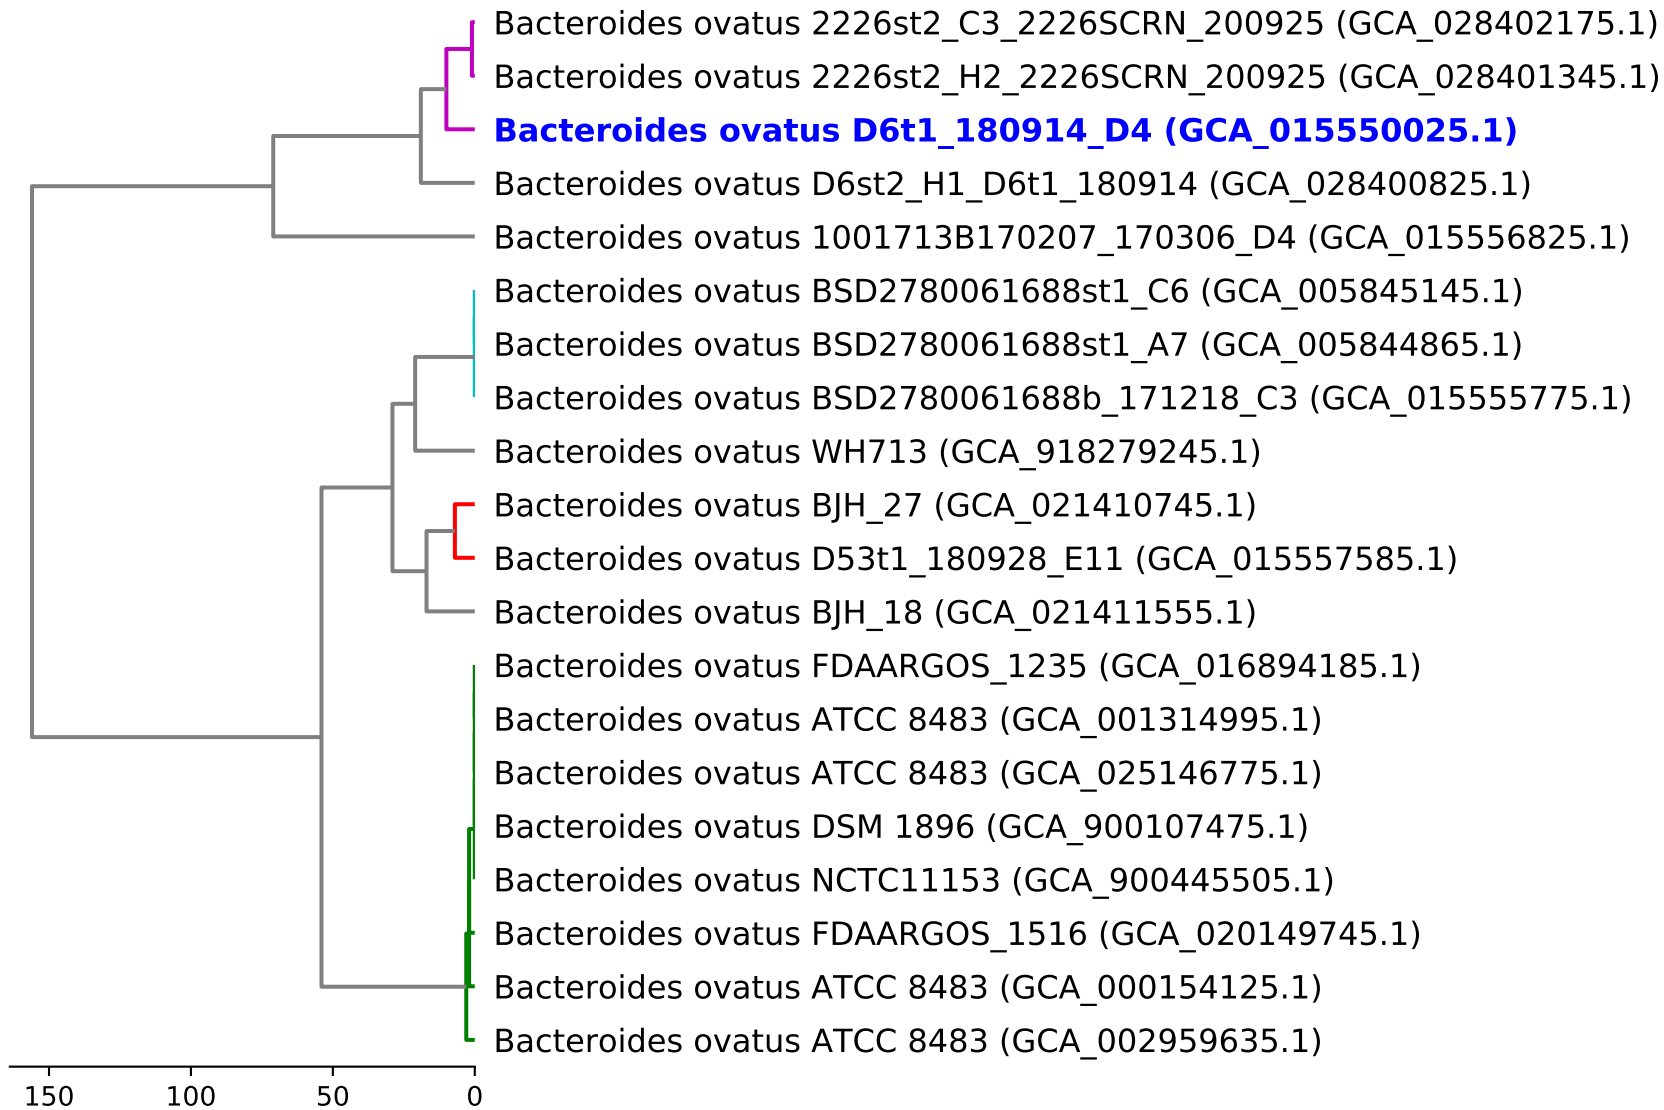 Bacteroides ovatus 2226st2_C3_2226SCRN_200925 (GCA_028402175.1)
Bacteroides ovatus 2226st2_H2_2226SCRN_200925 (GCA_028401345.1)
Bacteroides ovatus D6t1_180914_D4 (GCA_015550025.1)
Bacteroides ovatus D6st2_H1_D6t1_180914 (GCA_028400825.1)
Bacteroides ovatus 1001713B170207_170306_D4 (GCA_015556825.1)
Bacteroides ovatus BSD2780061688st1_C6 (GCA_005845145.1)
Bacteroides ovatus BSD2780061688st1_A7 (GCA_005844865.1)
Bacteroides ovatus BSD2780061688b_171218_C3 (GCA_015555775.1)
Bacteroides ovatus WH713 (GCA_918279245.1)
Bacteroides ovatus BJH_27 (GCA_021410745.1)
Bacteroides ovatus D53t1_180928_E11 (GCA_015557585.1)
Bacteroides ovatus BJH_18 (GCA_021411555.1)
Bacteroides ovatus FDAARGOS_1235 (GCA_016894185.1)
Bacteroides ovatus ATCC 8483 (GCA_001314995.1)
Bacteroides ovatus ATCC 8483 (GCA_025146775.1)
Bacteroides ovatus DSM 1896 (GCA_900107475.1)
Bacteroides ovatus NCTC11153 (GCA_900445505.1)
Bacteroides ovatus FDAARGOS_1516 (GCA_020149745.1)
Bacteroides ovatus ATCC 8483 (GCA_000154125.1)
Bacteroides ovatus ATCC 8483 (GCA_002959635.1)
150 100 50 0